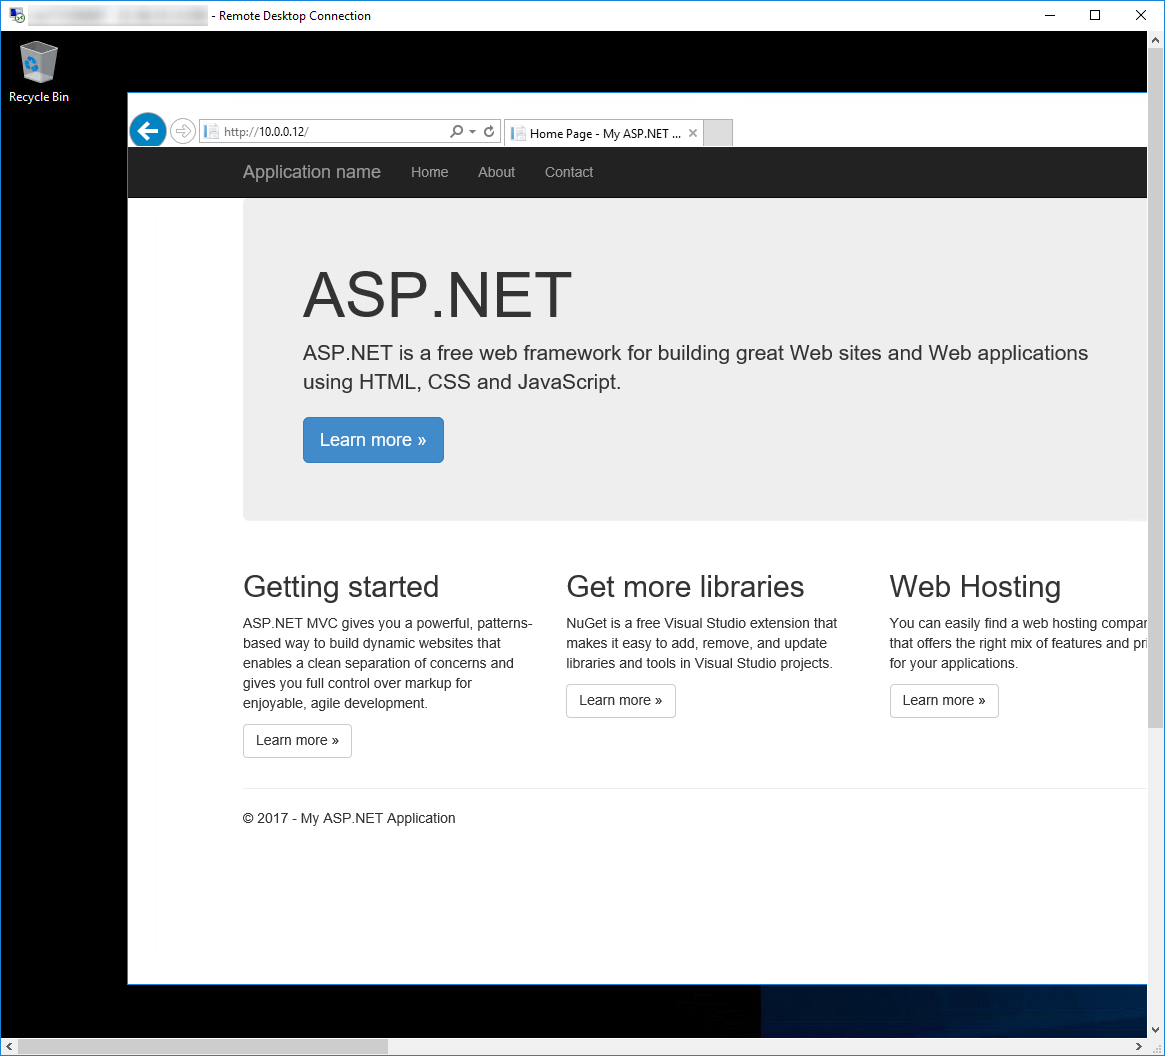 - Remote Desktop Connection
Recycle Bin
http://10.0.0.12/
Home Page - My ASP.NET ...
Application name
Home
About
Contact
ASP.NET
ASP.NET is a free web framework for building great Web sites and Web applications
using HTML, CSS and JavaScript.
Learn more »
Getting started
ASP.NET MVC gives you a powerful, patterns-
based way to build dynamic websites that
enables a clean separation of concerns and
gives you full control over markup for
enjoyable, agile development.
Learn more »
Get more libraries
NuGet is a free Visual Studio extension that
makes it easy to add, remove, and update
libraries and tools in Visual Studio projects.
Learn more »
Web Hosting
You can easily find a web hosting
that offers the right mix of features and
for your applications.
Learn more »
© 2017 - My ASP.NET Application